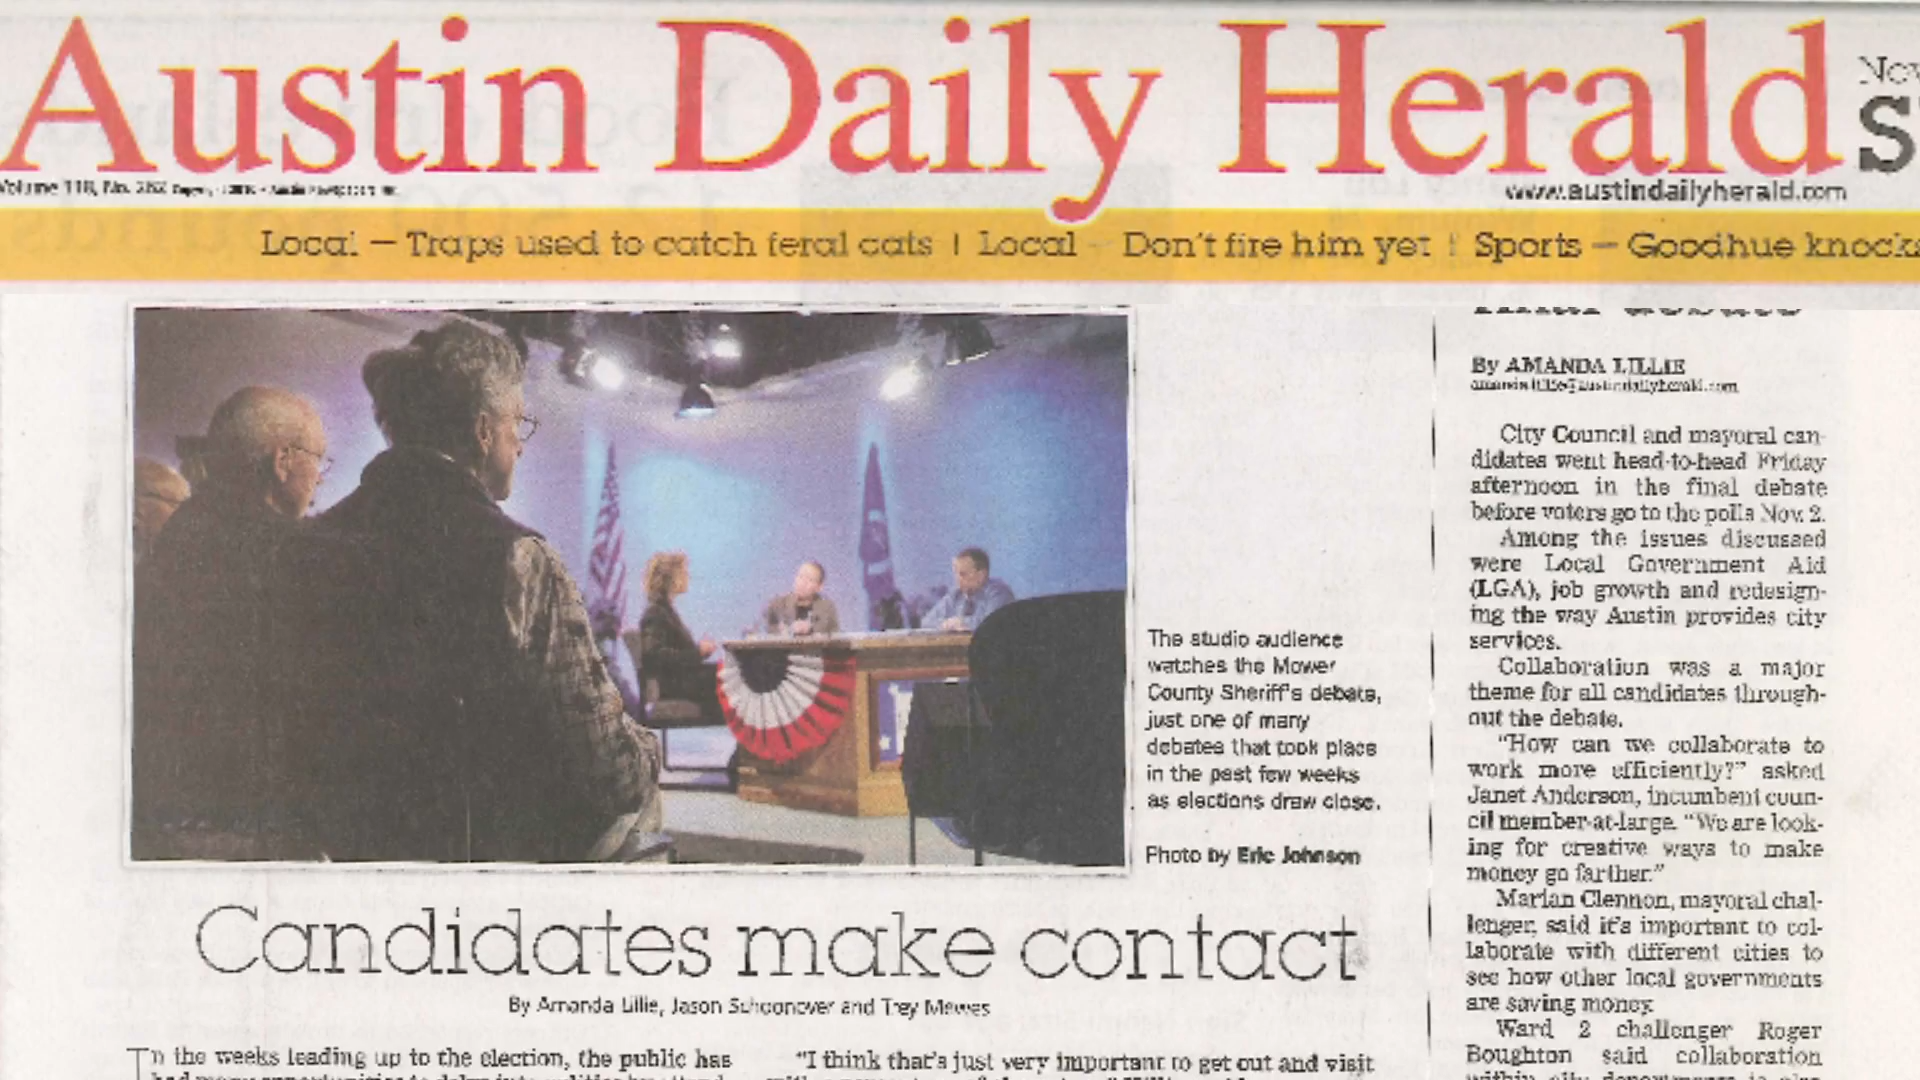 Austin Daily Herald
Volume 118, No. 262
www.austindailyherald.com
Local — Traps used to catch feral cats | Local — Don't fire him yet | Sports — Goodhue knocks
By AMANDA LILLIE
amanda.lillie@austindailyherald.com
City Council and mayoral can-
didates went head-to-head Friday
afternoon in the final debate
before voters go to the polls Nov. 2.
Among the issues discussed
were Local Government Aid
(LGA), job growth and redesign-
ing the way Austin provides city
services.
Collaboration was a major
theme for all candidates through-
out the debate.
"How can we collaborate to
work more efficiently?" asked
Janet Anderson, incumbent coun-
cil member-at-large. "We are look-
ing for creative ways to make
money go farther."
Marian Clennon, mayoral chal-
lenger, said it's important to col-
laborate with different cities to
see how other local governments
are saving money.
Ward 2 challenger Roger
Boughton said collaboration
The studio audience
watches the Mower
County Sheriff's debate,
just one of many
debates that took place
in the past few weeks
as elections draw close.
Photo by Eric Johnson
Candidates make contact
By Amanda Lillie, Jason Schoonover and Trey Mewes
In the weeks leading up to the election, the public has
"I think that's just very important to get out and visit